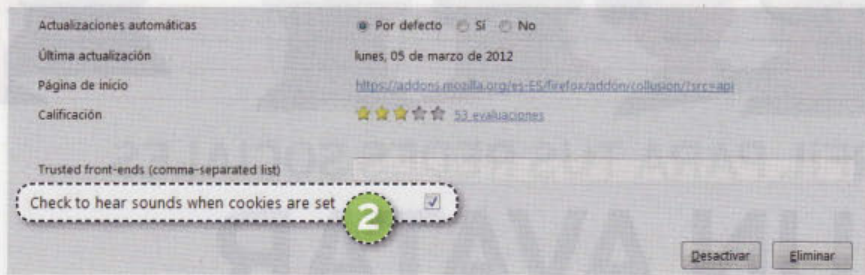 Actualizaciones automáticas Por defecto Sí No
Última actualización lunes, 05 de marzo de 2012
Página de inicio https://addons.mozilla.org/es-ES/firefox/addon/collusion/?src=api
Calificación 53 evaluaciones
Trusted front-ends (comma-separated list)
Check to hear sounds when cookies are set 2
Desactivar Eliminar